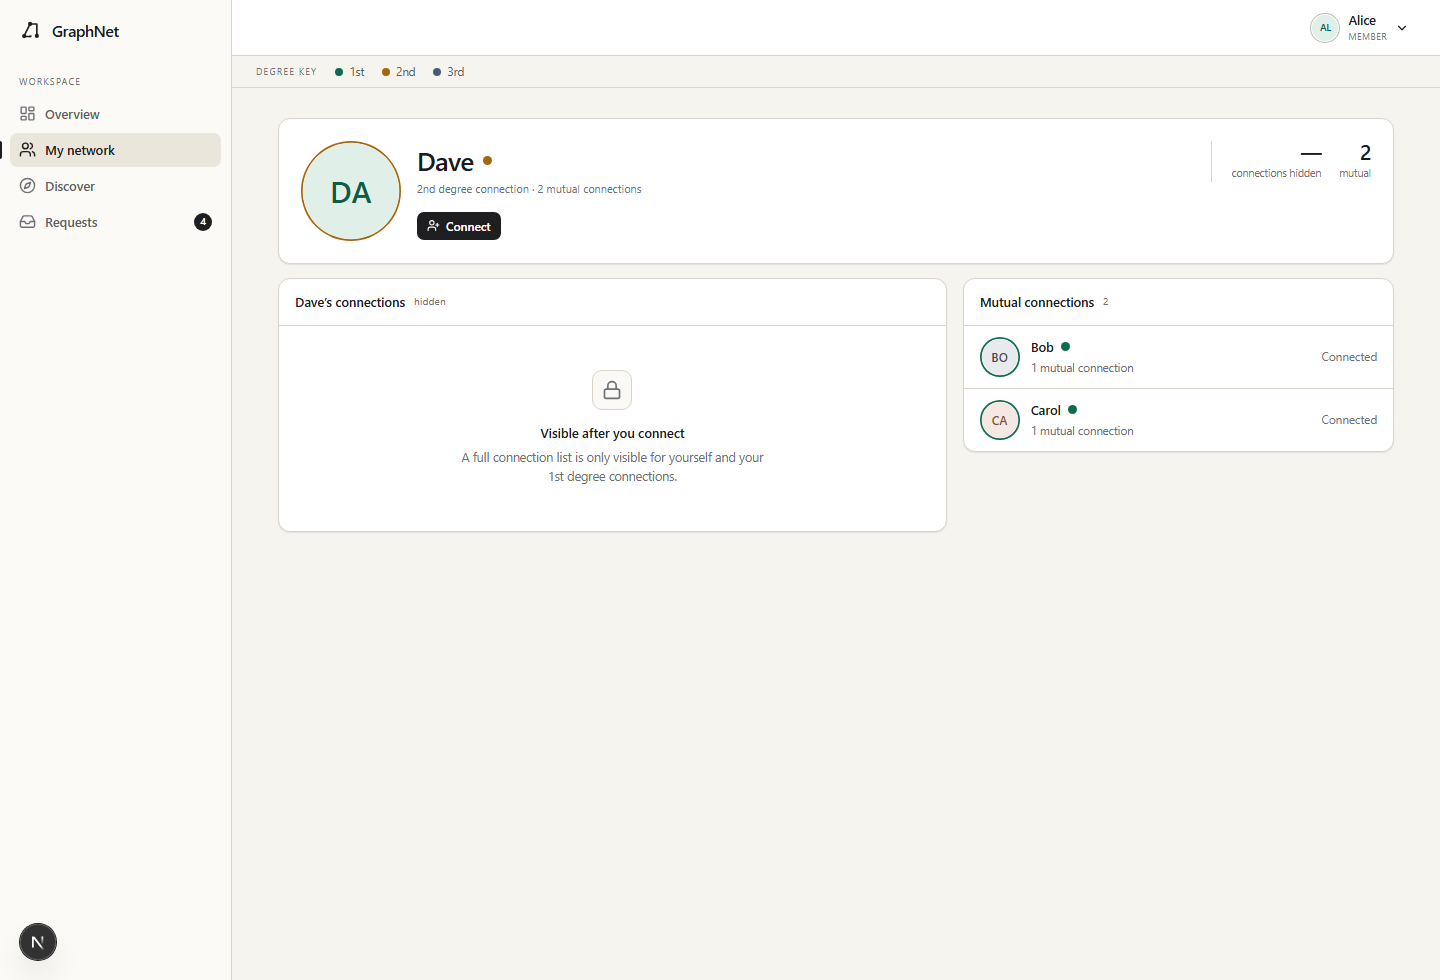 GraphNet
WORKSPACE
Overview
My network
Discover
Requests 4
N
AL
Alice
MEMBER
DEGREE KEY 1st 2nd 3rd
DA
Dave
2nd degree connection · 2 mutual connections
Connect
— 2
connections hidden mutual
Dave's connections hidden
Visible after you connect
A full connection list is only visible for yourself and your
1st degree connections.
Mutual connections 2
BO
Bob
1 mutual connection
Connected
CA
Carol
1 mutual connection
Connected